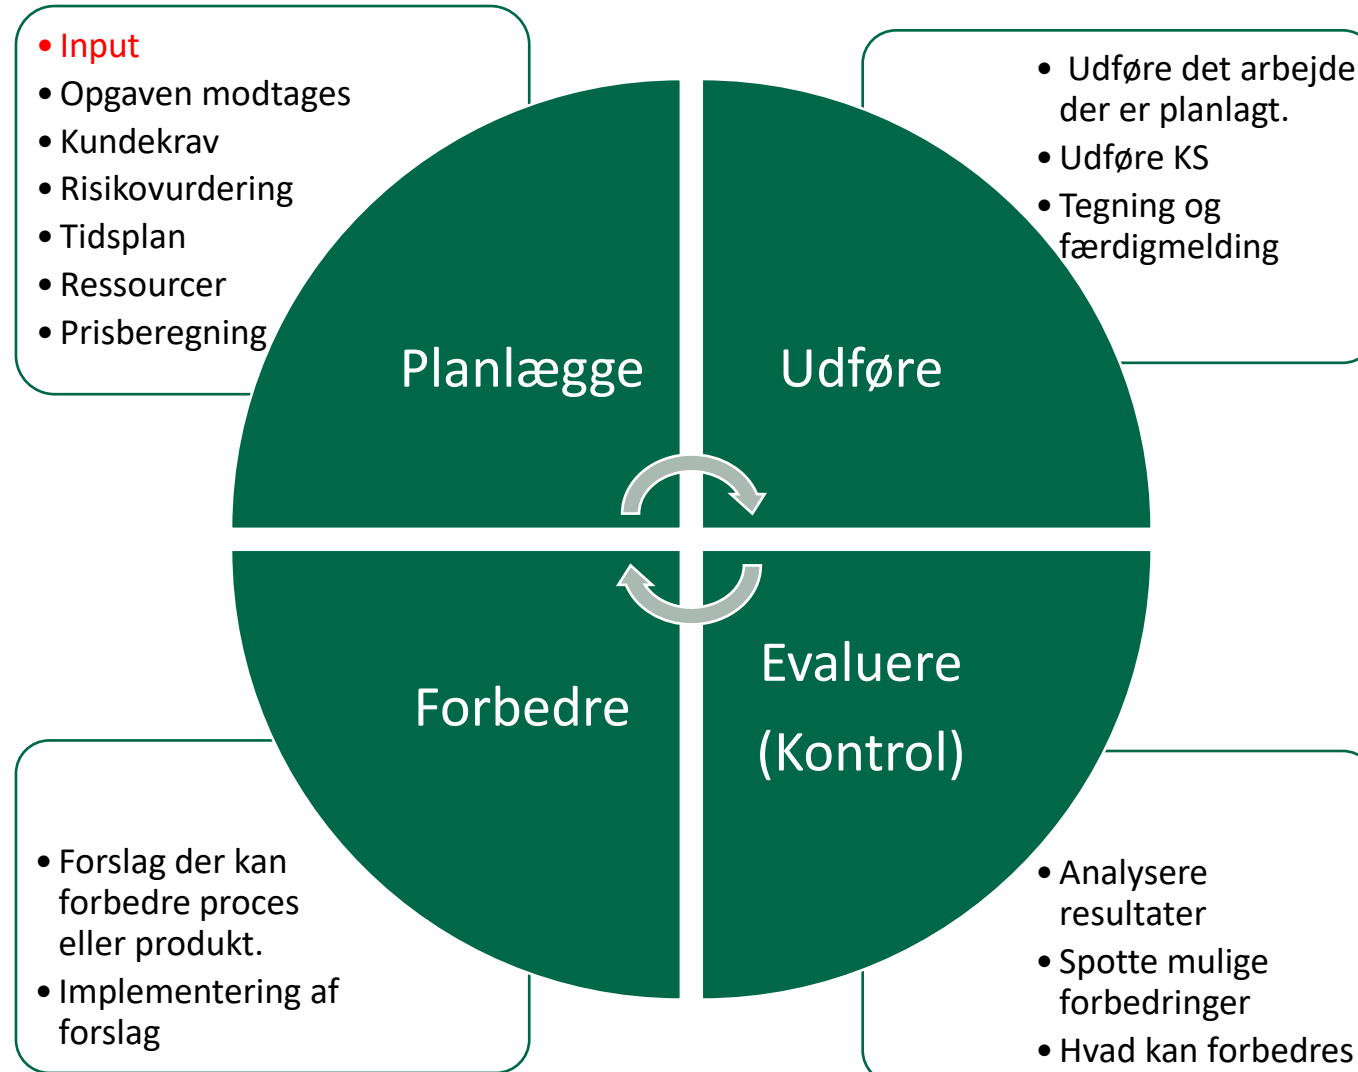 • Input
• Opgaven modtages
• Kundekrav
• Risikovurdering
• Tidsplan
• Ressourcer
• Prisberegning
• Udføre det arbejde
der er planlagt.
• Udføre KS
• Tegning og
færdigmelding
Planlægge
Udføre
Forbedre
Evaluere
(Kontrol)
• Forslag der kan
forbedre proces
eller produkt.
• Implementering af
forslag
• Analysere
resultater
• Spotte mulige
forbedringer
• Hvad kan forbedres